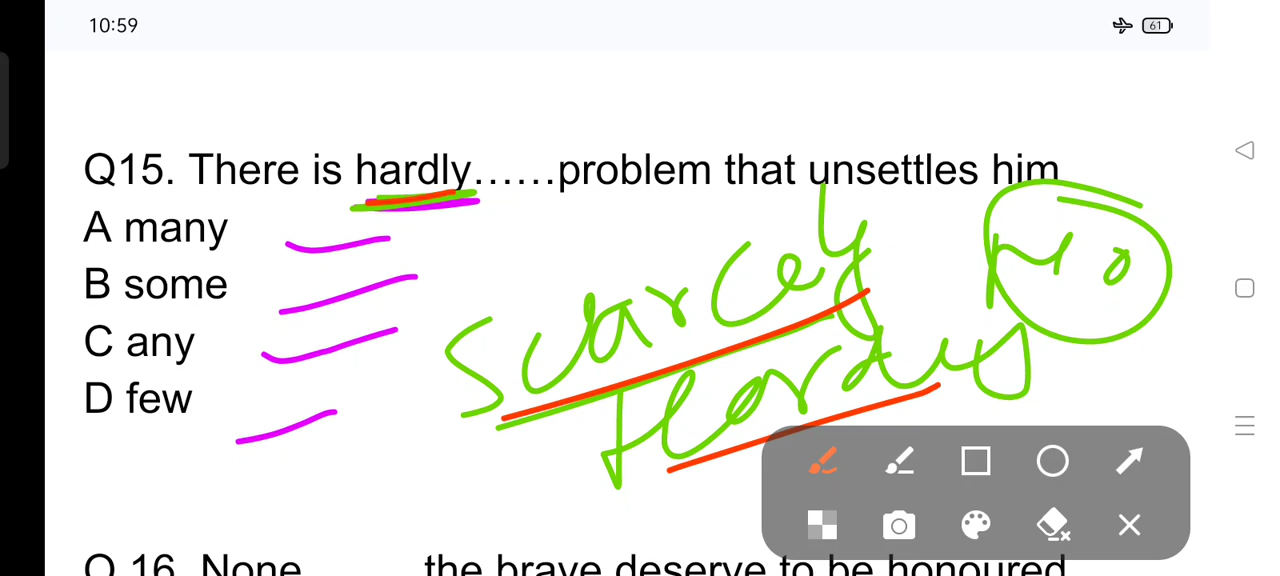 10:59
61
Q15. There is hardly......problem that unsettles him
A many
B some
C any
D few
scarcely
Hardly
No
Q 16. None the brave deserve to be honoured